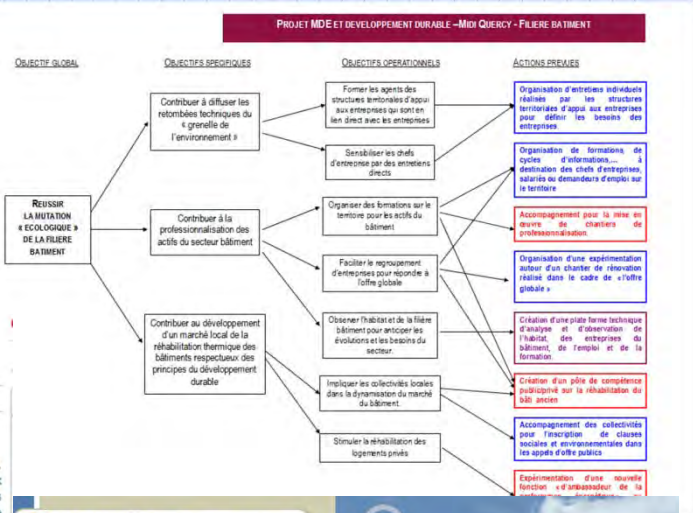 PROJET MDE ET DEVELOPPEMENT DURABLE –MIDI QUERCY - FILIERE BATIMENT
OBJECTIF GLOBAL
OBJECTIFS SPECIFIQUES
OBJECTIFS OPERATIONNELS
ACTIONS PREVUES
REUSSIR
LA MUTATION
« ECOLOGIQUE »
DE LA FILIERE
BATIMENT
Contribuer à diffuser les
retombées techniques du
« grenelle de
l'environnement »
Contribuer à la
professionnalisation des
actifs du secteur bâtiment
Contribuer au développement
d'un marché local de la
réhabilitation thermique des
bâtiments respectueux des
principes du développement
durable
Former les agents des
structures territoriales d'appui
aux entreprises qui sont en
lien direct avec les entreprises
Sensibiliser les chefs
d'entreprise par des entretiens
directs
Organiser des formations sur le
territoire pour les actifs du
bâtiment
Faciliter le regroupement
d'entreprises pour répondre à
l'offre globale
Observer l'habitat et de la filière
bâtiment pour anticiper les
évolutions et les besoins du
secteur.
Impliquer les collectivités locales
dans la dynamisation du marché
du bâtiment.
Stimuler la réhabilitation des
logements privés
Organisation d'entretiens individuels
réalisés par les structures
territoriales d'appui aux entreprises
pour définir les besoins des
entreprises
Organisation de formations, de
cycles d'informations,... à
destination des chefs d'entreprises,
salariés ou demandeurs d'emploi sur
le territoire
Accompagnement pour la mise en
œuvre de chantiers de
professionnalisation.
Organisation d'une expérimentation
autour d'un chantier de rénovation
réalisé dans le cadre de «l'offre
globale »
Création d'une plate forme technique
d'analyse et d'observation de
l'habitat, des entreprises du
bâtiment, de l'emploi et de la
formation.
Création d'un pôle de compétence
public/privé sur la réhabilitation du
bâti ancien
Accompagnement des collectivités
pour l'inscription de clauses
sociales et environnementales dans
les appels d'offre publics
Expérimentation d'une nouvelle
fonction «d'ambassadeur de la